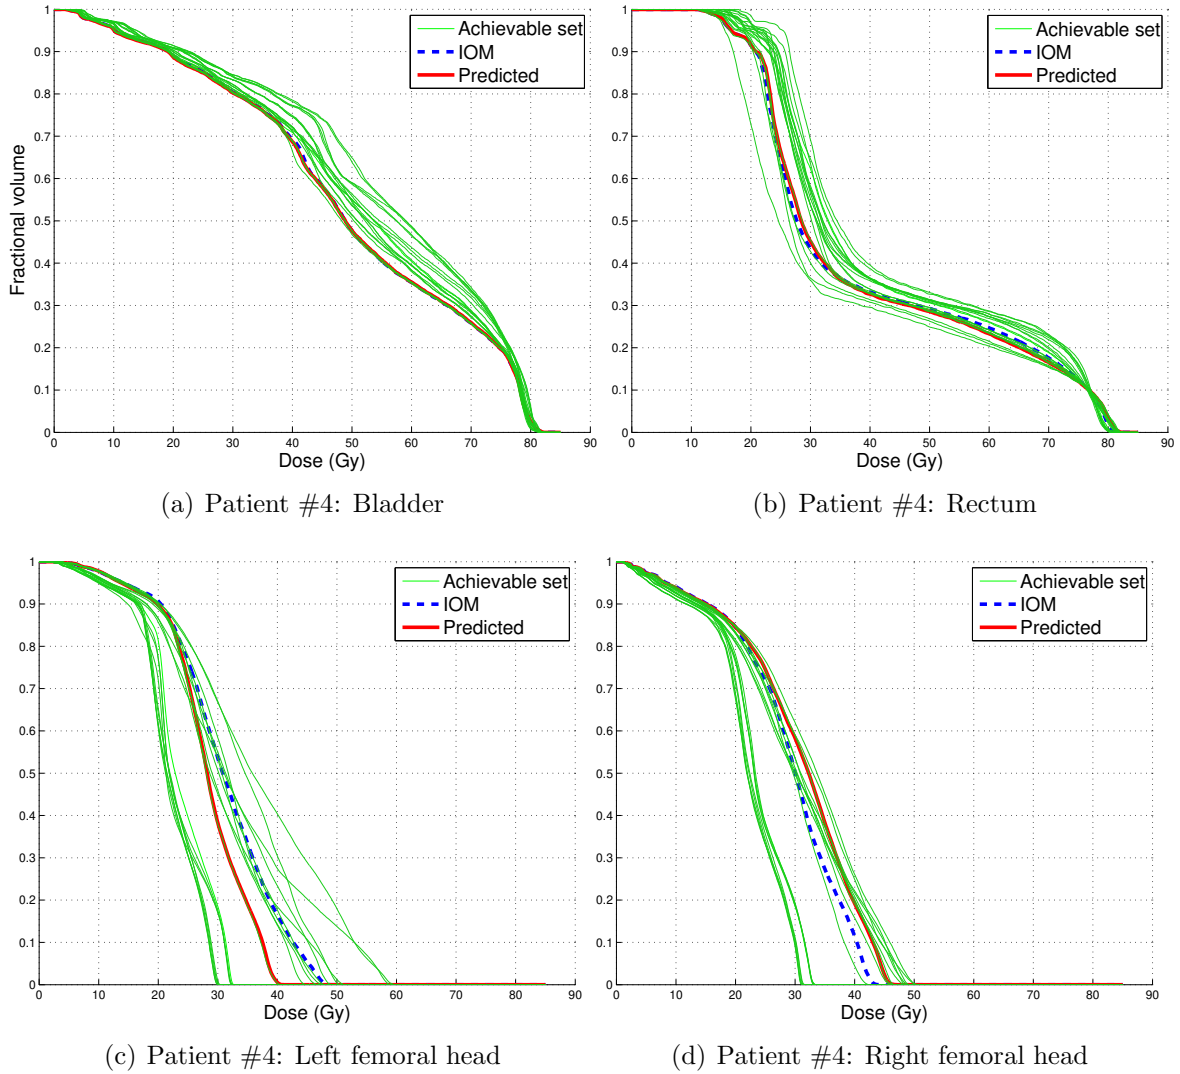 1
0.9
0.8
0.7
0.6
0.5
0.4
0.3
0.2
0.1
0
Fractional volume
0 10 20 30 40 50 60 70 80 90
Dose (Gy)
Achievable set
IOM
Predicted
(a) Patient #4: Bladder
1
0.9
0.8
0.7
0.6
0.5
0.4
0.3
0.2
0.1
0
0 10 20 30 40 50 60 70 80 90
Dose (Gy)
Achievable set
IOM
Predicted
(b) Patient #4: Rectum
1
0.9
0.8
0.7
0.6
0.5
0.4
0.3
0.2
0.1
0
0 10 20 30 40 50 60 70 80 90
Dose (Gy)
Achievable set
IOM
Predicted
(c) Patient #4: Left femoral head
1
0.9
0.8
0.7
0.6
0.5
0.4
0.3
0.2
0.1
0
0 10 20 30 40 50 60 70 80 90
Dose (Gy)
Achievable set
IOM
Predicted
(d) Patient #4: Right femoral head